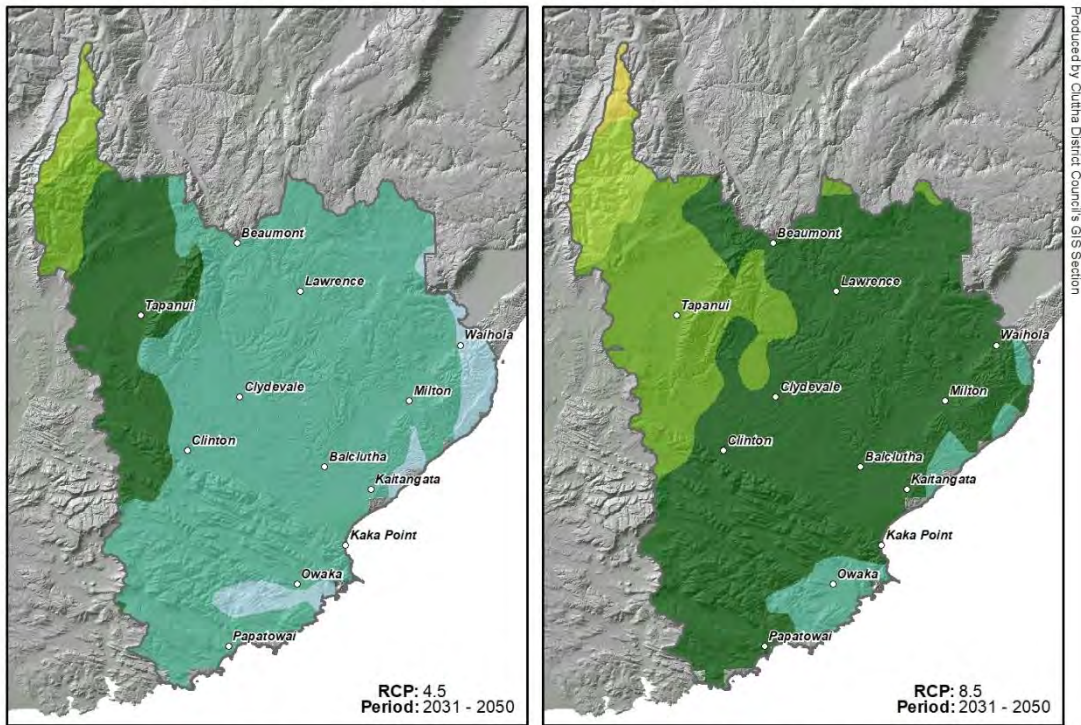 Beaumont
Lawrence
Tapanui
Waihola
Clydevale
Milton
Clinton
Balclutha
Kaitangata
Kaka Point
Owaka
Papatowai
RCP: 4.5
Period: 2031 - 2050
Beaumont
Lawrence
Tapanui
Waihola
Clydevale
Milton
Clinton
Balclutha
Kaitangata
Kaka Point
Owaka
Papatowai
RCP: 8.5
Period: 2031 - 2050
Produced by Cluttha District Council's GIS Section